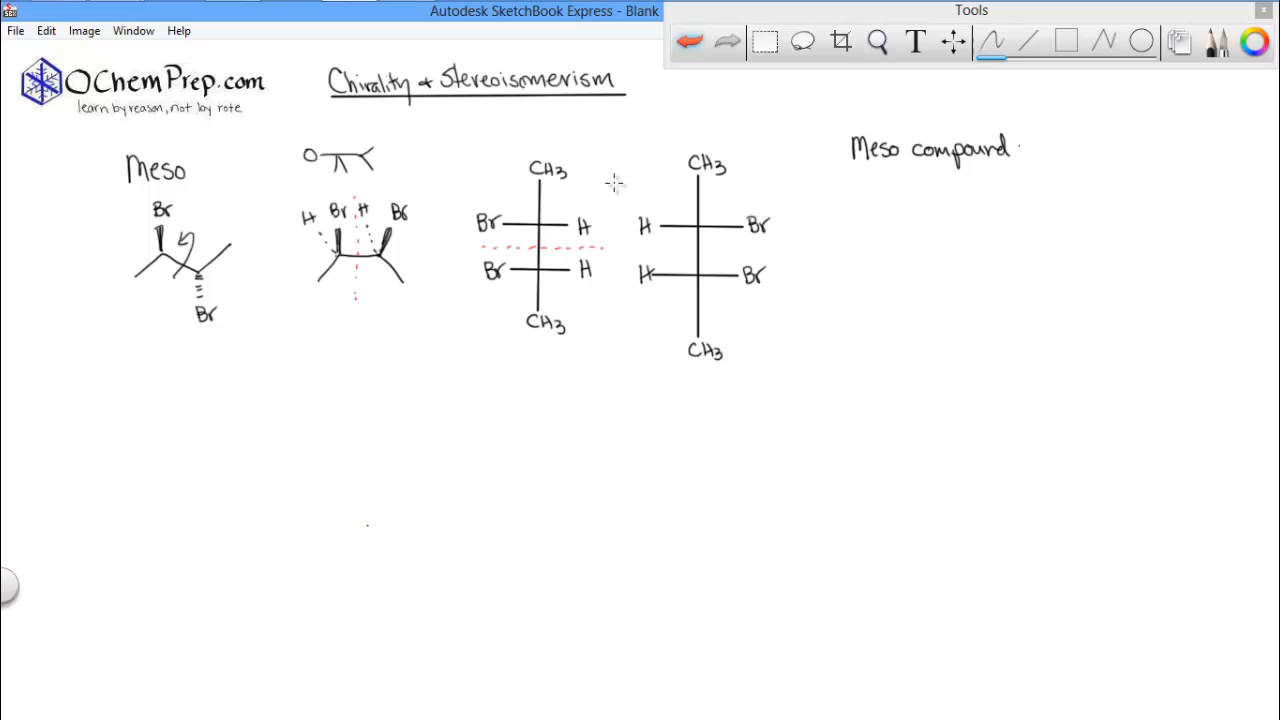 Autodesk SketchBook Express - Blank
Tools
File Edit Image Window Help
T
OChemPrep.com
learn by reason, not by rote
Chirality + Stereoisomerism
Meso
Meso compound
Br
Br
H Br H Br
CH3
Br H
Br H
CH3
CH3
H Br
H Br
CH3